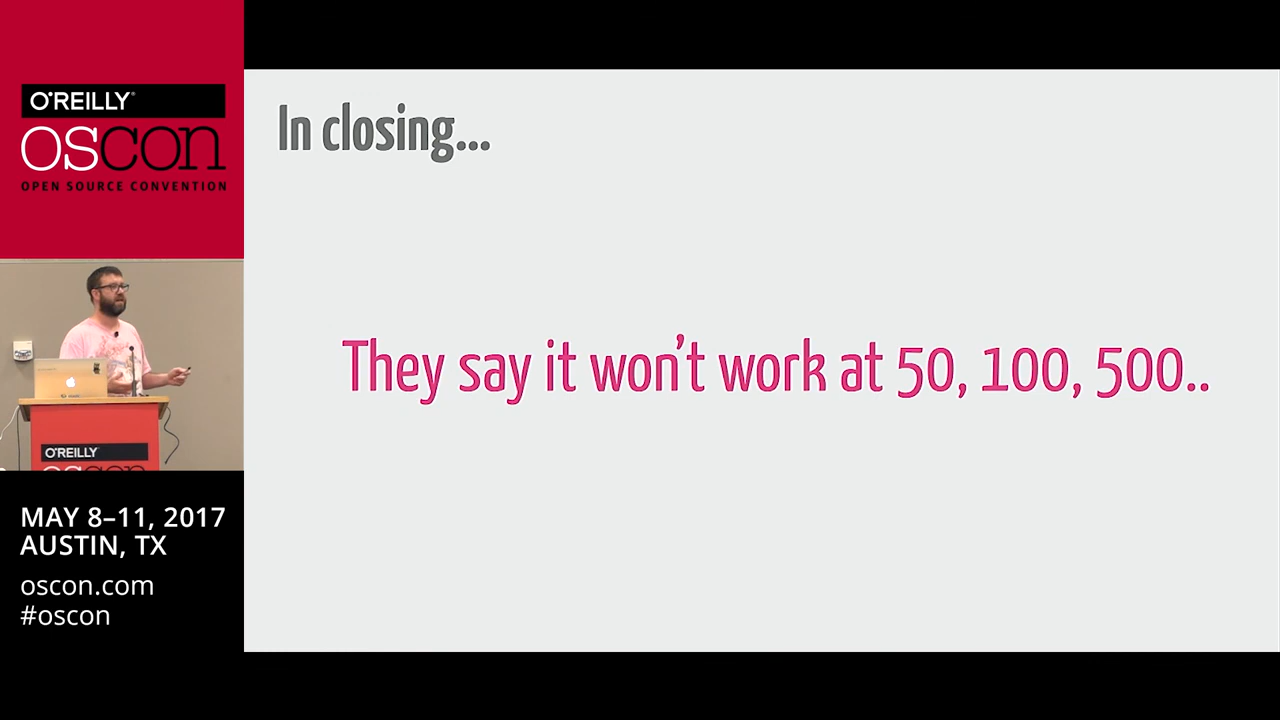 O'REILLY®
OSCON
OPEN SOURCE CONVENTION
In closing...
They say it won't work at 50, 100, 500..
O'REILLY
OSCON
MAY 8–11, 2017
AUSTIN, TX
oscon.com
#oscon